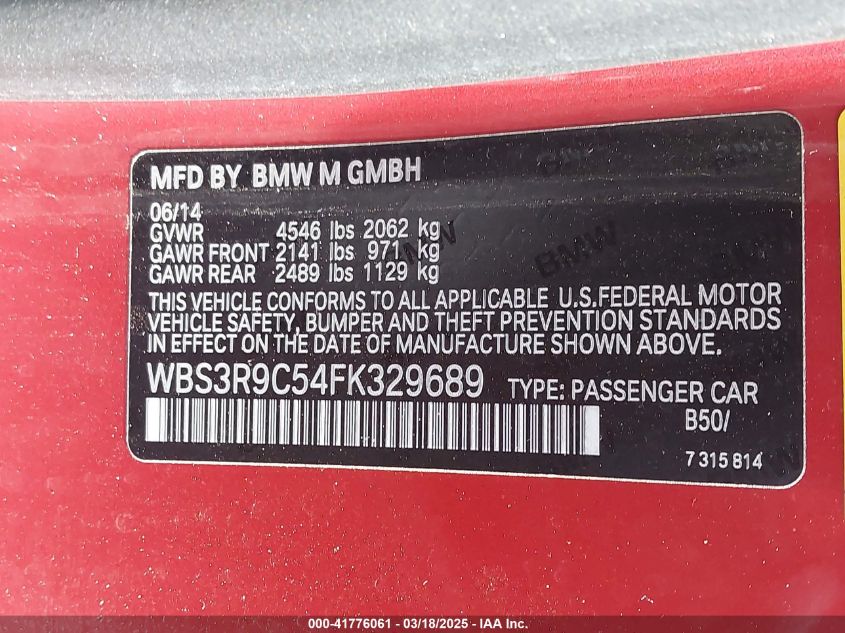 MFD BY BMW M GMBH
06/14
GVWR 4546 lbs 2062 kg
GAWR FRONT 2141 lbs 971 kg
GAWR REAR 2489 lbs 1129 kg
THIS VEHICLE CONFORMS TO ALL APPLICABLE U.S.FEDERAL MOTOR
VEHICLE SAFETY, BUMPER AND THEFT PREVENTION STANDARDS
IN EFFECT ON THE DATE OF MANUFACTURE SHOWN ABOVE.
WBS3R9C54FK329689 TYPE: PASSENGER CAR
B50/
7 315 814
000-41776061 / 03/18/2025 - IAA Inc.